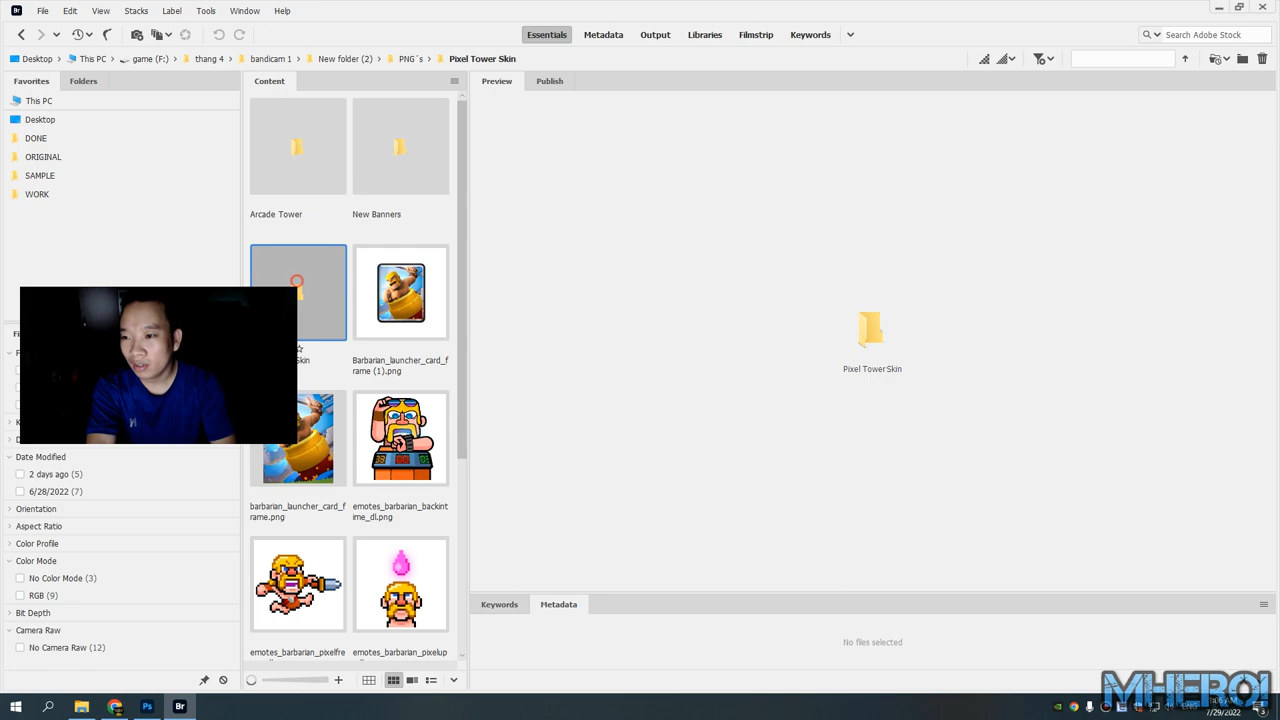 Br File Edit View Stacks Label Tools Window Help
Essentials Metadata Output Libraries Filmstrip Keywords Search Adobe Stock
Desktop This PC game (F:) thang 4 bandicam 1 New folder (2) PNG´s Pixel Tower Skin
Favorites Folders
This PC
Desktop
DONE
ORIGINAL
SAMPLE
WORK
Date Modified
2 days ago (5)
6/28/2022 (7)
Orientation
Aspect Ratio
Color Profile
Color Mode
No Color Mode (3)
RGB (9)
Bit Depth
Camera Raw
No Camera Raw (12)
Content
Arcade Tower New Banners
Skin
Barbarian_launcher_card_f
rame (1).png
barbarian_launcher_card_f
rame.png
emotes_barbarian_backint
ime_dl.png
emotes_barbarian_pixelfre
emotes_barbarian_pixelup
Preview Publish
Pixel Tower Skin
Keywords Metadata
No files selected
MHEROI
Ps Br
7/29/2022